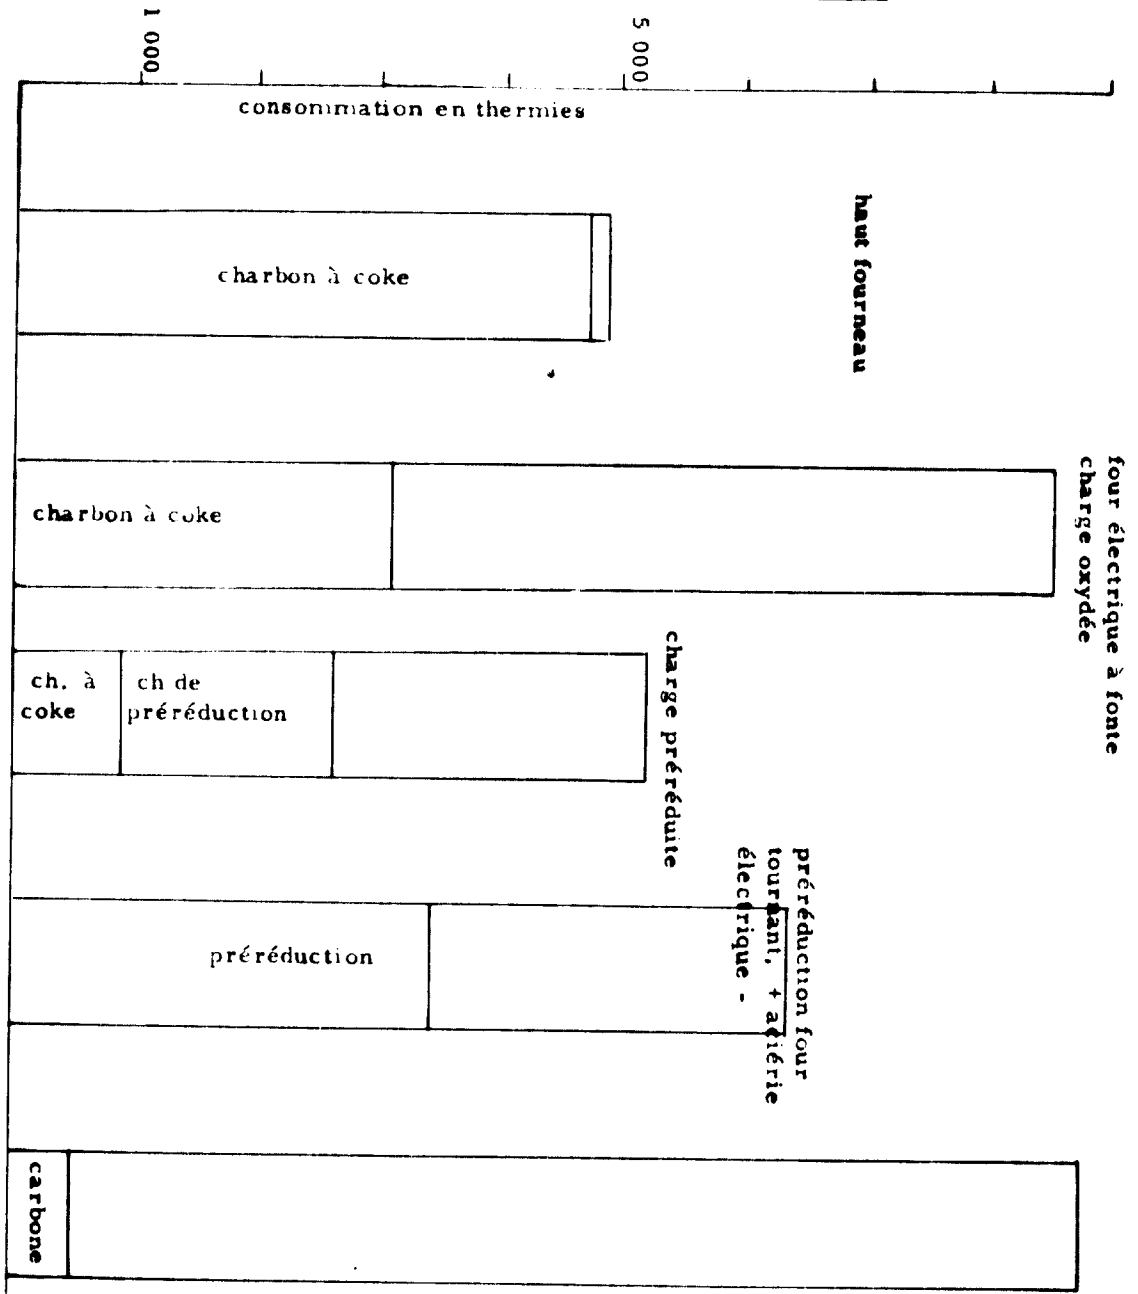 1 000
5 000
consommation en thermies
haut fourneau
charbon à coke
four électrique à fonte
charge oxydée
charbon à coke
charge préréduite
ch. à
coke
ch de
préréduction
préréduction four
tournant, + aciérie
électrique -
préréduction
carbone